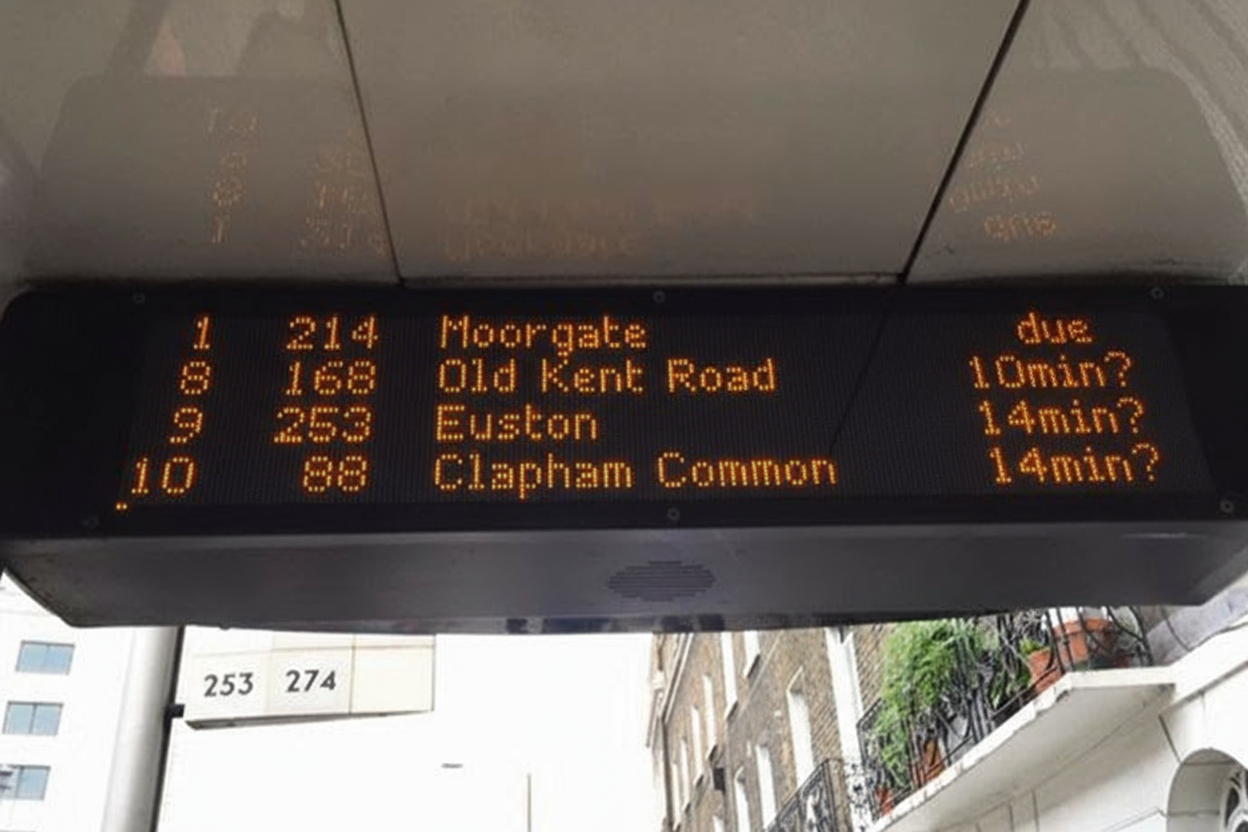 1 214 Moorgate due
8 168 Old Kent Road 10min?
9 253 Euston 14min?
10 88 Clapham Common 14min?
253 274